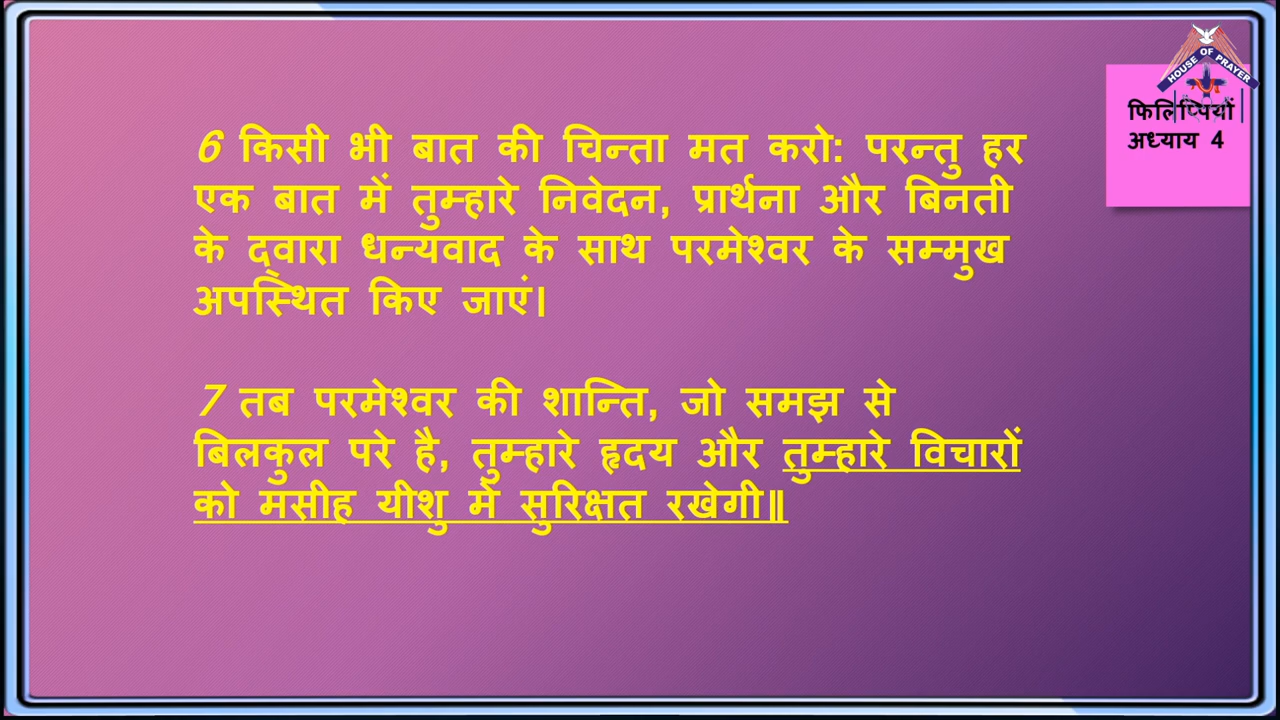 HOUSE OF PRAYER
फिलिप्पियों
अध्याय 4
6 किसी भी बात की चिन्ता मत करो: परन्तु हर
एक बात में तुम्हारे निवेदन, प्रार्थना और बिनती
के द्वारा धन्यवाद के साथ परमेश्वर के सम्मुख
अपस्थित किए जाएं।
7 तब परमेश्वर की शान्ति, जो समझ से
बिलकुल परे है, तुम्हारे हृदय और तुम्हारे विचारों
को मसीह यीशु में सुरिक्षत रखेगी॥